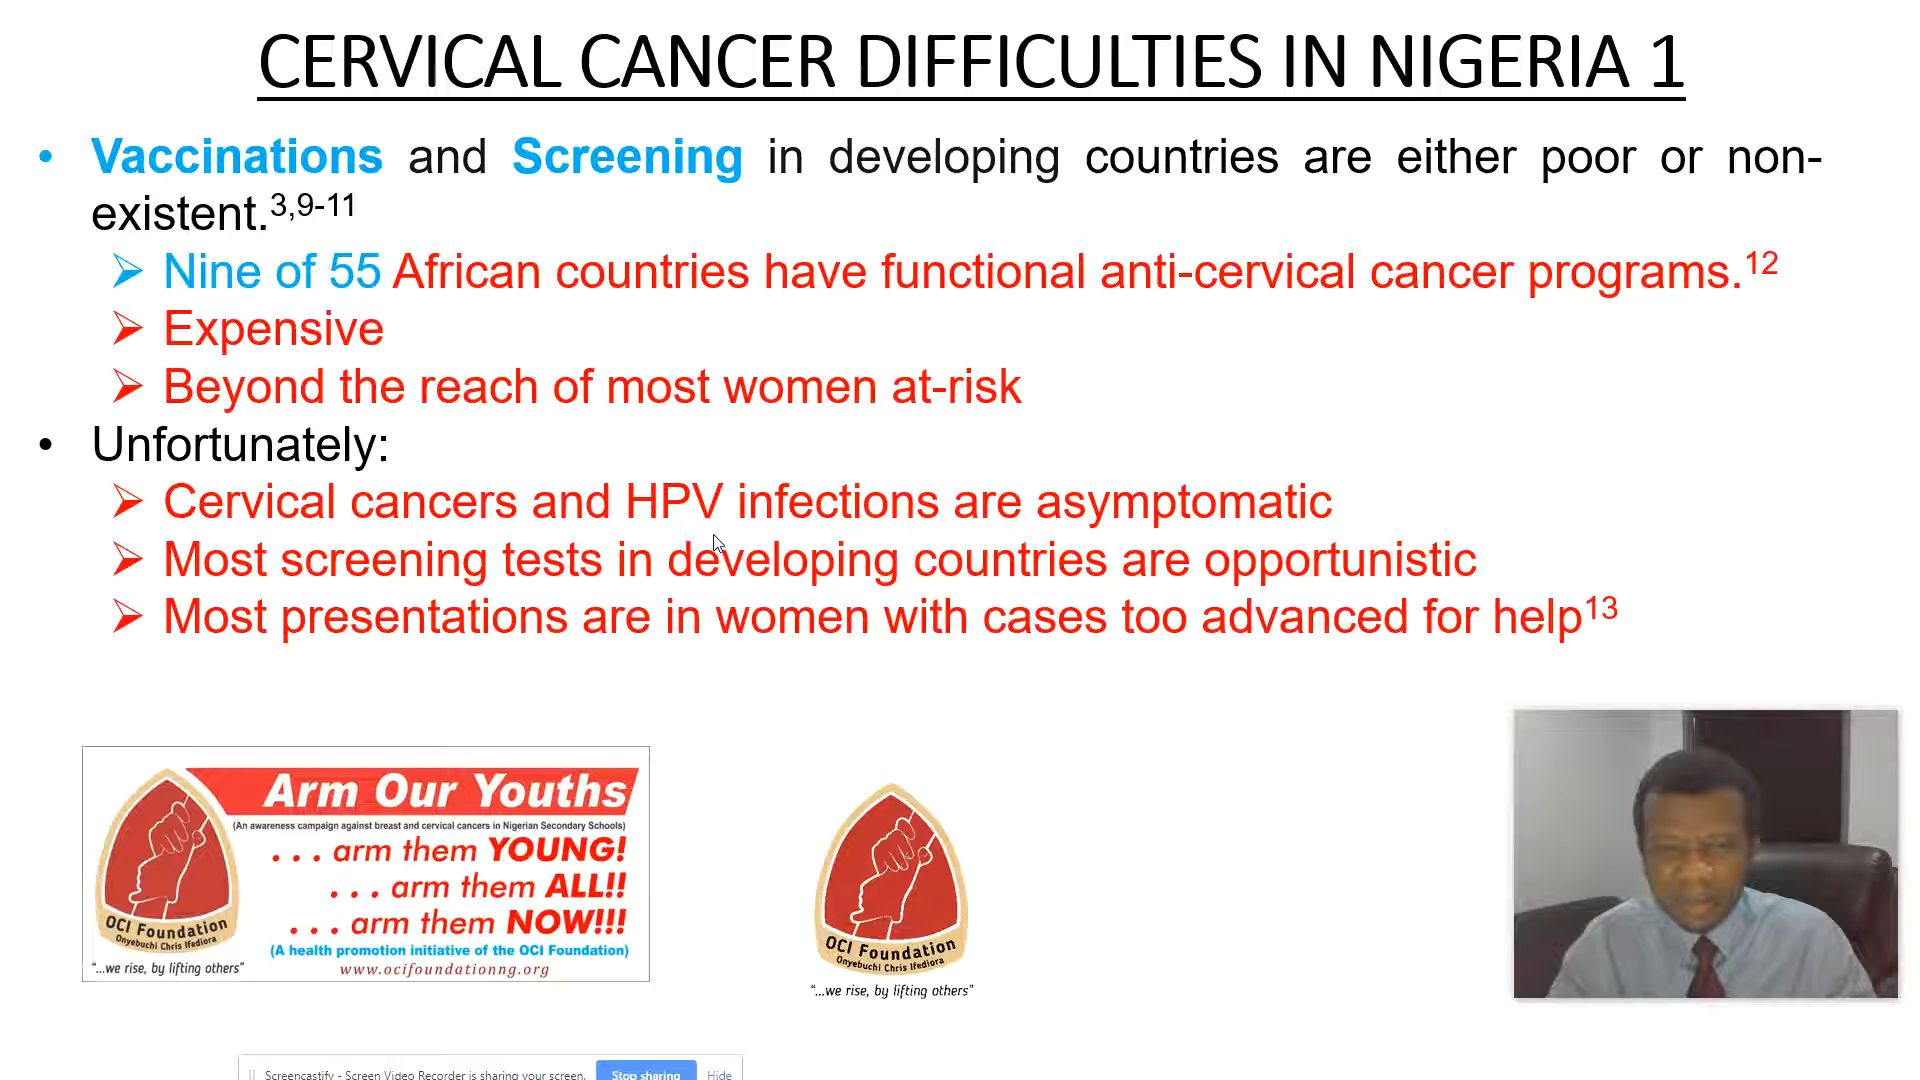 CERVICAL CANCER DIFFICULTIES IN NIGERIA 1
• Vaccinations and Screening in developing countries are either poor or non-
existent.3,9-11
➢ Nine of 55 African countries have functional anti-cervical cancer programs.12
➢ Expensive
➢ Beyond the reach of most women at-risk
• Unfortunately:
➢ Cervical cancers and HPV infections are asymptomatic
➢ Most screening tests in developing countries are opportunistic
➢ Most presentations are in women with cases too advanced for help13
Arm Our Youths
(An awareness campaign against breast and cervical cancers in Nigerian Secondary Schools)
. . . arm them YOUNG!
. . . arm them ALL!!
. . . arm them NOW!!!
(A health promotion initiative of the OCI Foundation)
www.ocifoundationng.org
OCI Foundation
Onyebuchi Chris Ifediora
"...we rise, by lifting others"
OCI Foundation
Onyebuchi Chris Ifediora
"...we rise, by lifting others"
Screencastify - Screen Video Recorder is sharing your screen. Stop sharing Hide